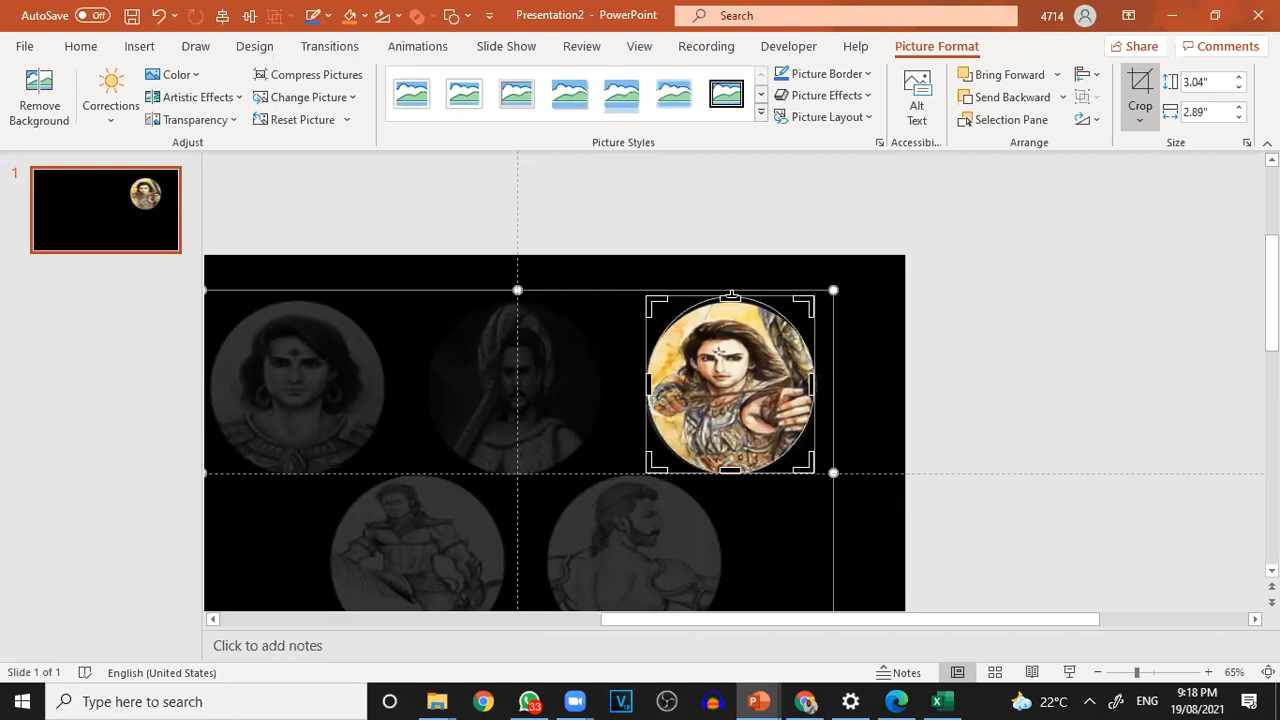 AutoSave Off Presentation2 - PowerPoint Search 4714
File Home Insert Draw Design Transitions Animations Slide Show Review View Recording Developer Help Picture Format Share Comments
Remove Background
Corrections
Color
Artistic Effects
Transparency
Compress Pictures
Change Picture
Reset Picture
Adjust
Picture Border
Picture Effects
Picture Layout
Picture Styles
Alt Text
Accessibi...
Bring Forward
Send Backward
Selection Pane
Arrange
Crop
3.04"
2.89"
Size
1
Click to add notes
Slide 1 of 1 English (United States) Notes 65%
Type here to search 33 22°C ENG 9:18 PM
19/08/2021